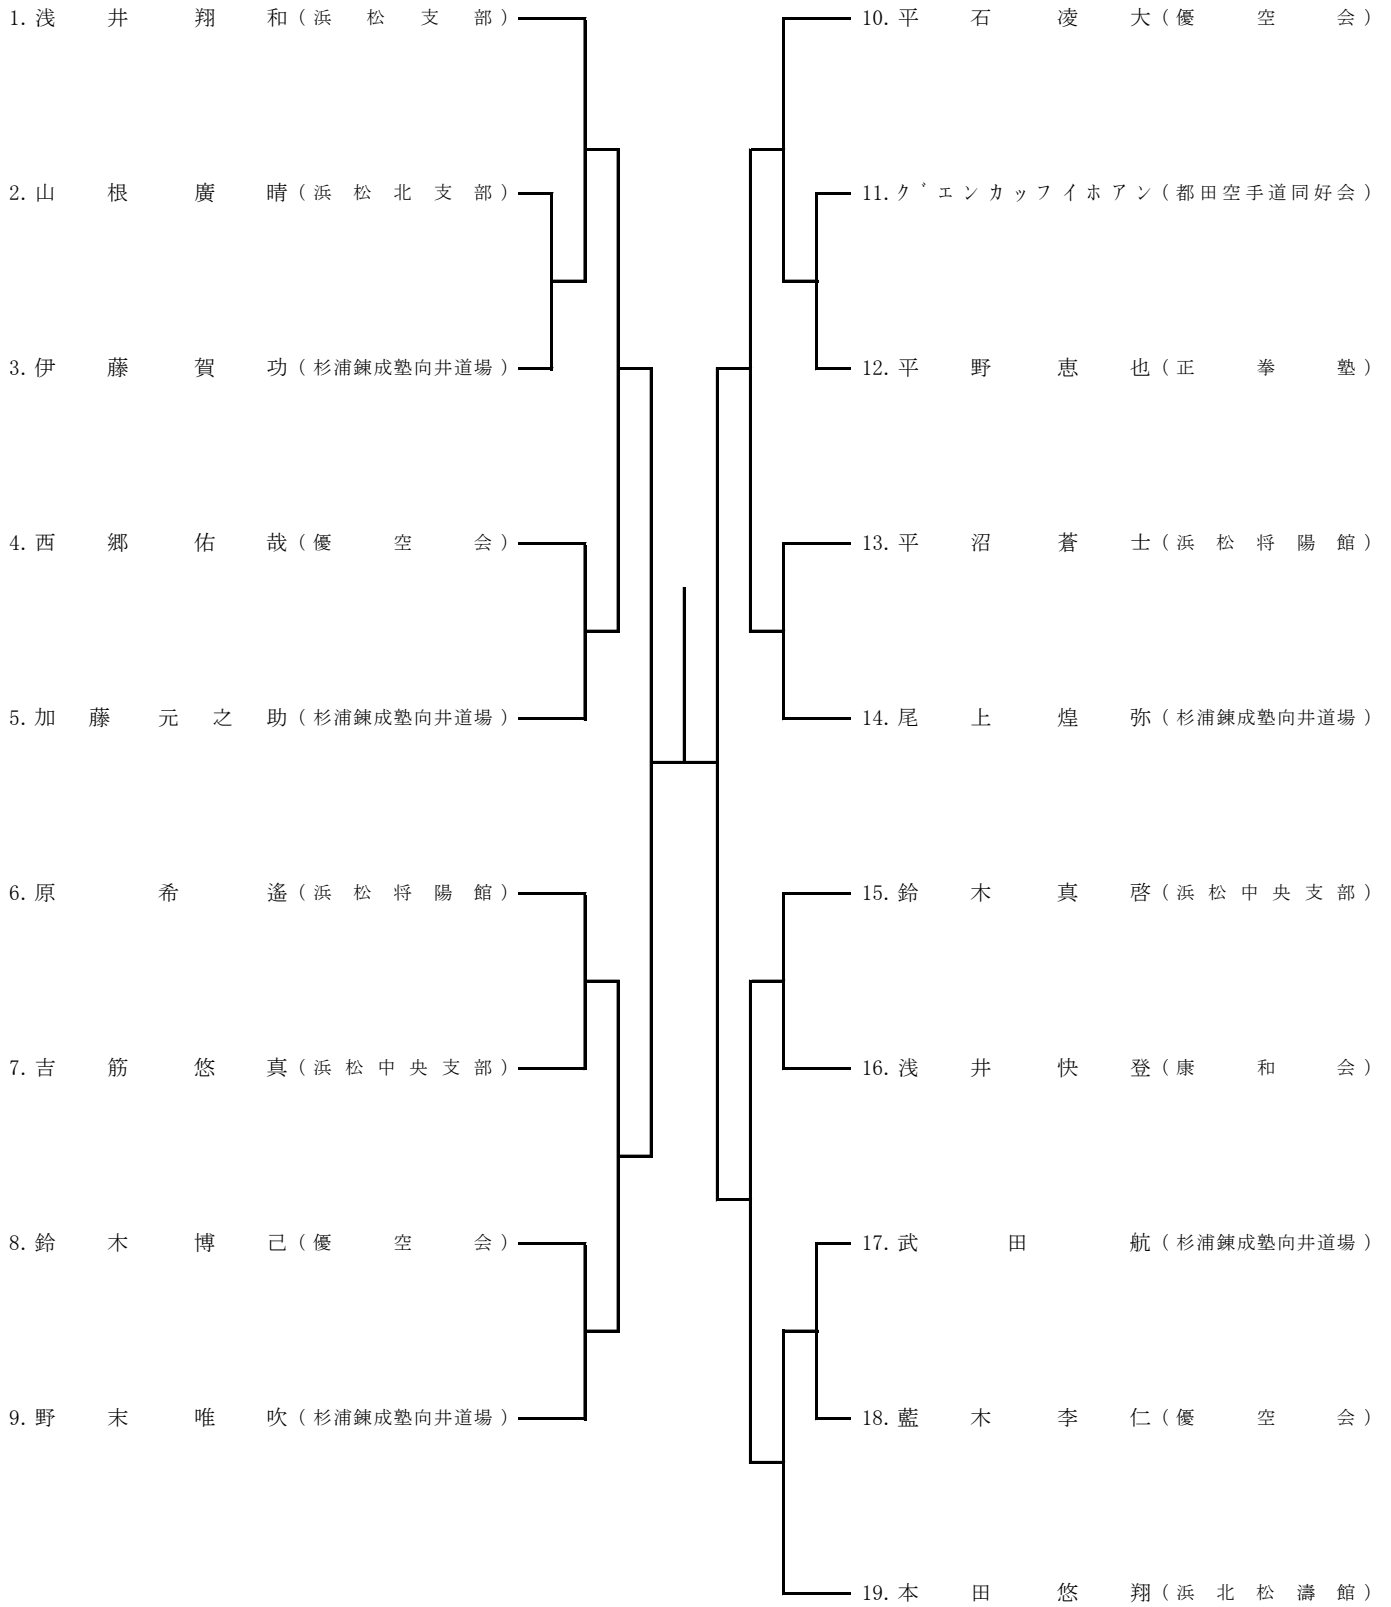 1. 浅井翔和(浜松支部)
2. 山根廣晴(浜松北支部)
3. 伊藤賀功(杉浦錬成塾向井道場)
4. 西郷佑哉(優空会)
5. 加藤元之助(杉浦錬成塾向井道場)
6. 原希遙(浜松将陽館)
7. 吉筋悠真(浜松中央支部)
8. 鈴木博己(優空会)
9. 野末唯吹(杉浦錬成塾向井道場)
10. 平石凌大(優空会)
11. グエンカッフイホアン(都田空手道同好会)
12. 平野恵也(正拳塾)
13. 平沼蒼士(浜松将陽館)
14. 尾上煌弥(杉浦錬成塾向井道場)
15. 鈴木真啓(浜松中央支部)
16. 浅井快登(康和会)
17. 武田航(杉浦錬成塾向井道場)
18. 藍木李仁(優空会)
19. 本田悠翔(浜北松濤館)